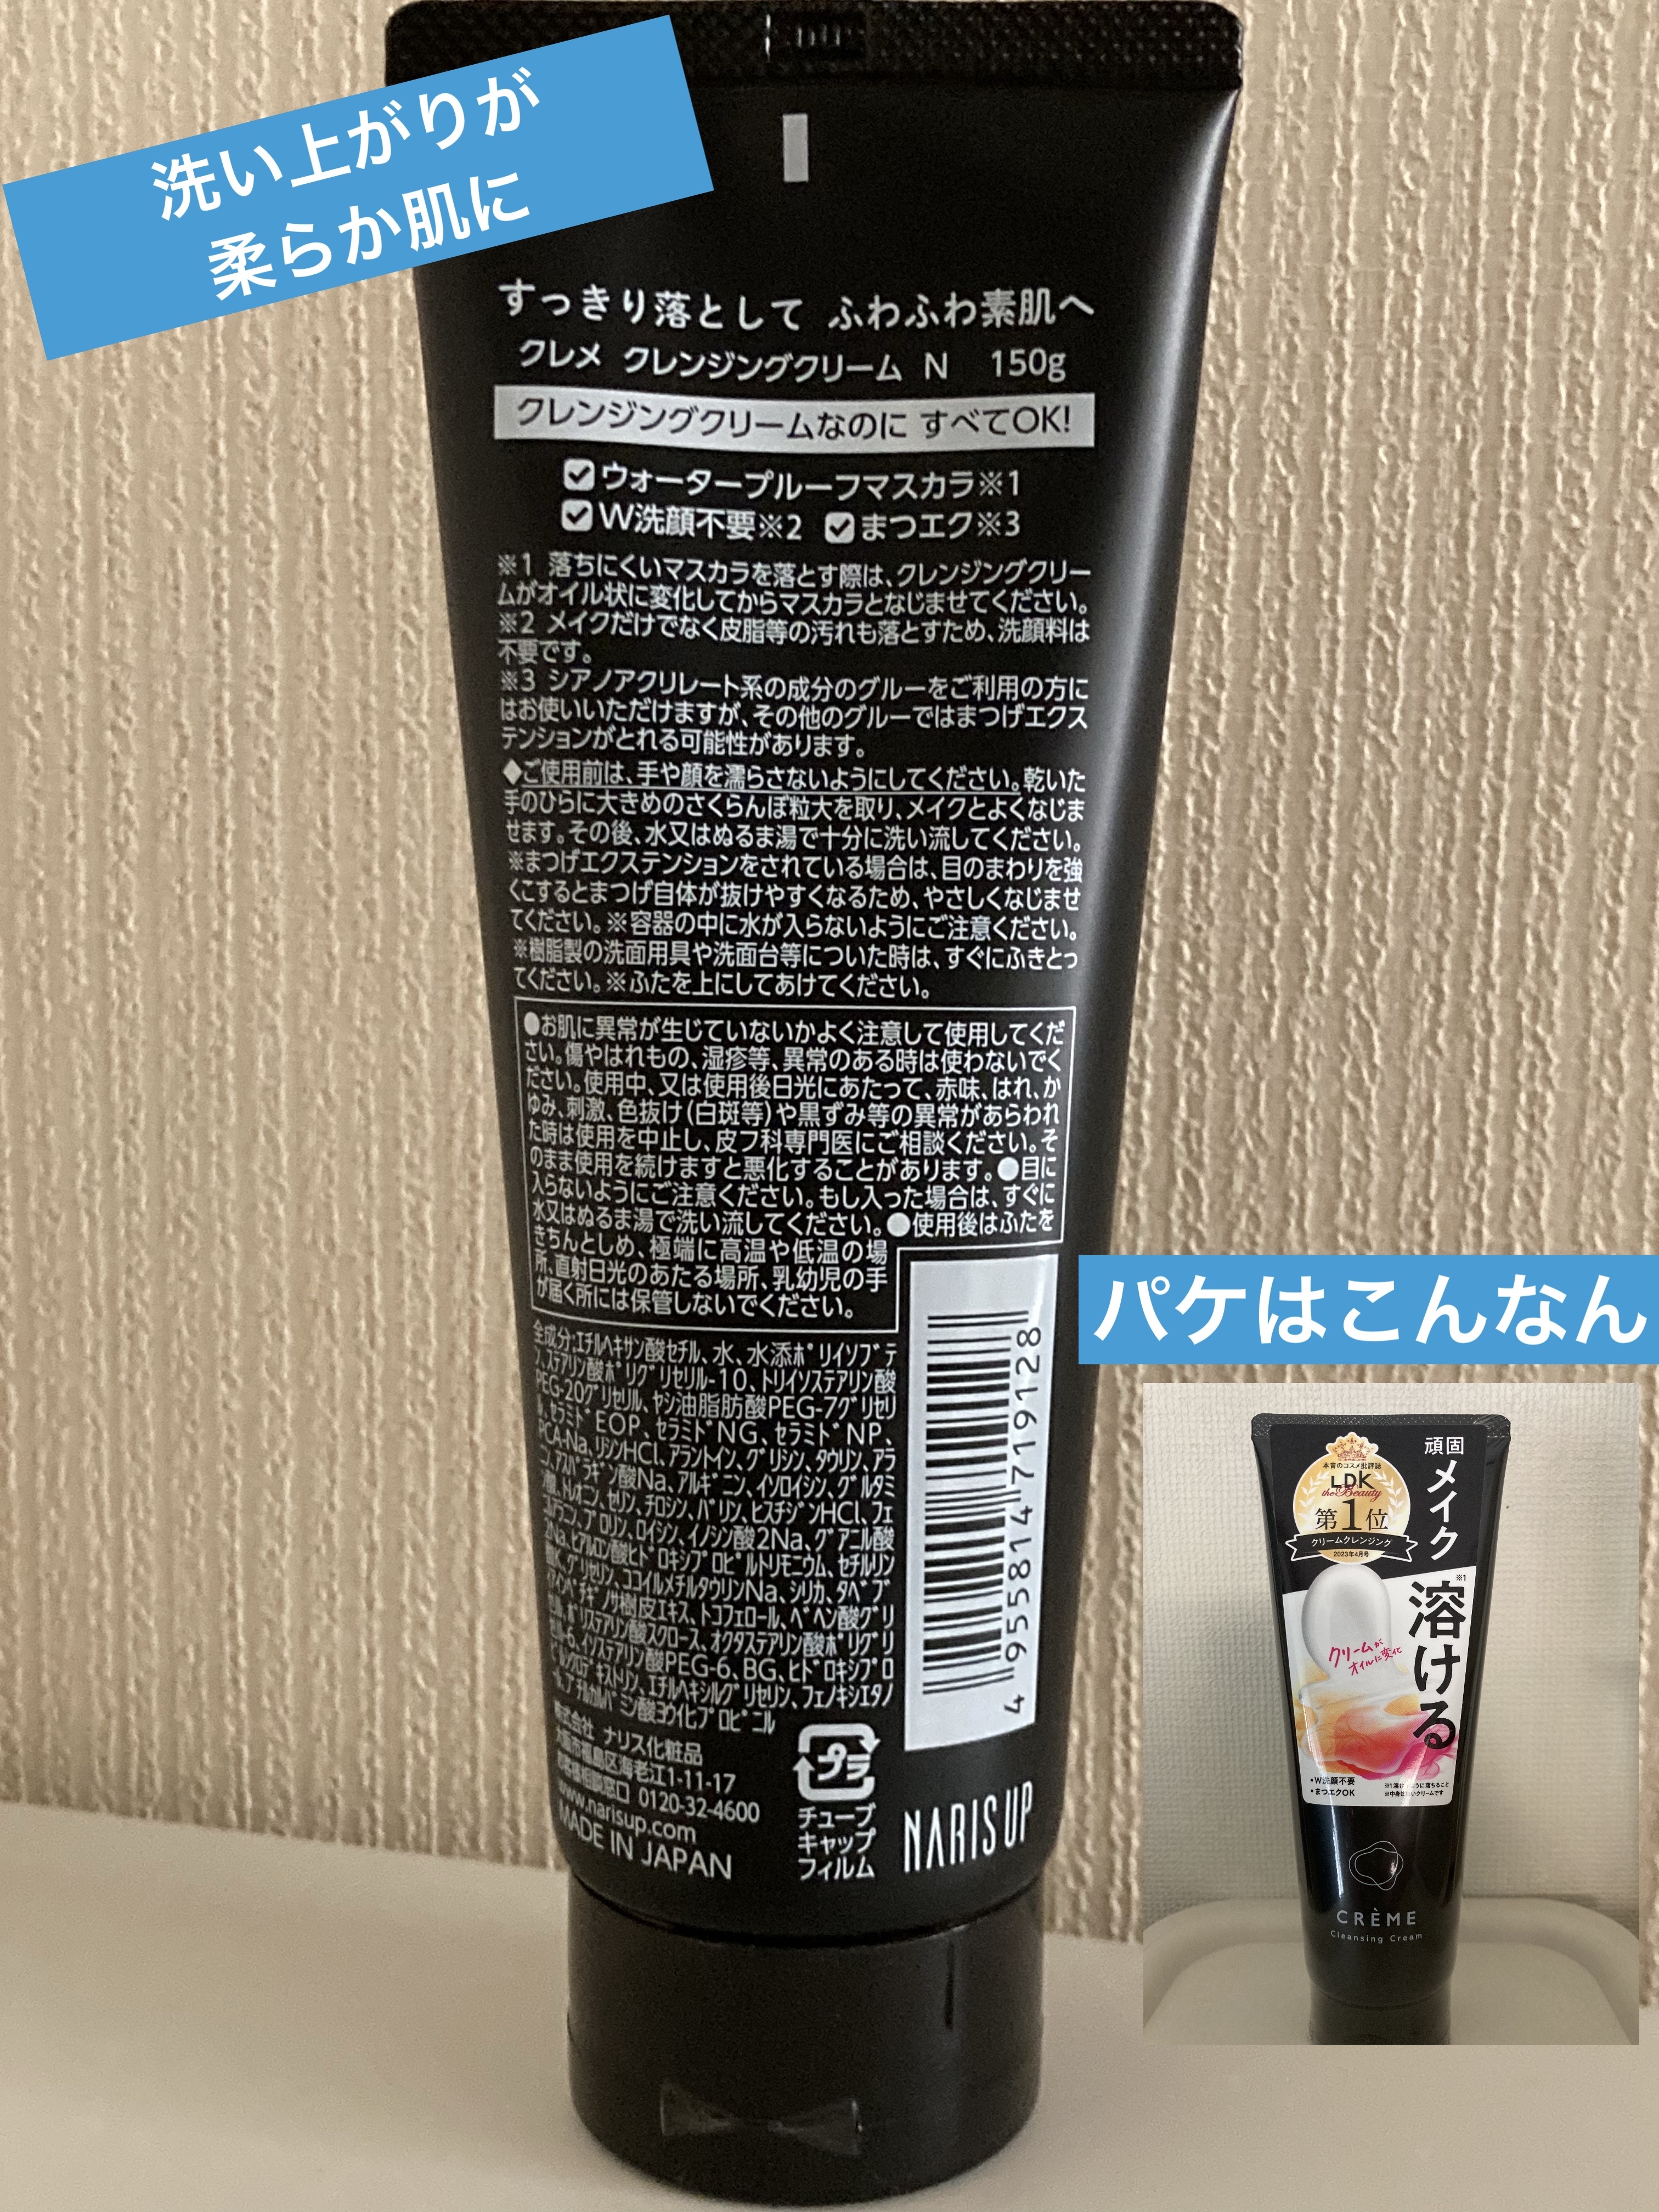 洗い上がりが
柔らか肌に
すっきり落として ふわふわ素肌へ
クレメ クレンジングクリーム N 150g
クレンジングクリームなのに すべてOK!
ウォータープルーフマスカラ※1
W洗顔不要※2 まつエク※3
※1 落ちにくいマスカラを落とす際は、クレンジングクリー
ムがオイル状に変化してからマスカラとなじませてください。
※2 メイクだけでなく皮脂等の汚れも落とすため、洗顔料は
不要です。
※3 シアノアクリレート系の成分のグルーをご利用の方に
はお使いいただけますが、その他のグルーではまつげエクス
テンションがとれる可能性があります。
◆ご使用前は、手や顔を濡らさないようにしてください。乾いた
手のひらに大きめのさくらんぼ粒大を取り、メイクとよくなじま
せます。その後、水又はぬるま湯で十分に洗い流してください。
※まつげエクステンションをされている場合は、目のまわりを強
くこするとまつげ自体が抜けやすくなるため、やさしくなじませ
てください。※容器の中に水が入らないようにご注意ください。
※樹脂製の洗面用具や洗面台等についた時は、すぐにふきとっ
てください。※ふたを上にしてあけてください。
●お肌に異常が生じていないかよく注意して使用してくだ
さい。傷やはれもの、湿疹等、異常のある時は使わないでく
ださい。使用中、又は使用後日光にあたって、赤味、はれ、か
ゆみ、刺激、色抜け(白斑等)や黒ずみ等の異常があらわれ
た時は使用を中止し、皮フ科専門医にご相談ください。そ
のまま使用を続けますと悪化することがあります。●目に
入らないようにご注意ください。もし入った場合は、すぐに
水又はぬるま湯で洗い流してください。●使用後はふたを
きちんとしめ、極端に高温や低温の場
所、直射日光のあたる場所、乳幼児の手
が届く所には保管しないでください。
全成分:エチルヘキサン酸セチル、水、水添ポリイソブテ
ン、ステアリン酸ポリグリセリル-10、トリイソステアリン酸
PEG-20グリセリル、ヤシ油脂肪酸PEG-7グリセリ
ル、セラミドEOP、セラミドNG、セラミドNP、
PCA-Na、リシンHCl、アラントイン、グリシン、タウリン、アラ
ニン、アスパラギン酸Na、アルギニン、イソロイシン、グルタミ
ン酸、トレオニン、セリン、チロシン、バリン、ヒスチジンHCl、フェ
ニルアラニン、プロリン、ロイシン、イノシン酸2Na、グアニル酸
2Na、ヒアルロン酸ヒドロキシプロピルトリモニウム、セチルリン
酸K、グリセリン、ココイルメチルタウリンNa、シリカ、タベブ
イアインペチギノサ樹皮エキス、トコフェロール、ベヘン酸グリ
セリル-6、ポリステアリン酸スクロース、オクタステアリン酸ポリグリ
イソステアリン酸PEG-6、BG、ヒドロキシプロ
エチルヘキシルグリセリン、フェノキシエタノ
ール、ブチルカルバミン酸ヨウ化プロピニル
株式会社 ナリス化粧品
大阪市福島区海老江1-11-17
お客様相談窓口 0120-32-4600
www.narisup.com
MADE IN JAPAN
プラ
チューブ
キャップ
フィルム
NARIS UP
4955814719128
パケはこんなん
頑固
メイク
※1
溶ける
本音のコスメ批評誌
LDK
the Beauty
第1位
クリームクレンジング
2023年4月号
クリームが
オイルに変化
•W洗顔不要
•まつエクOK
※1 溶けるように落ちること
CRÈME
Cleansing Cream